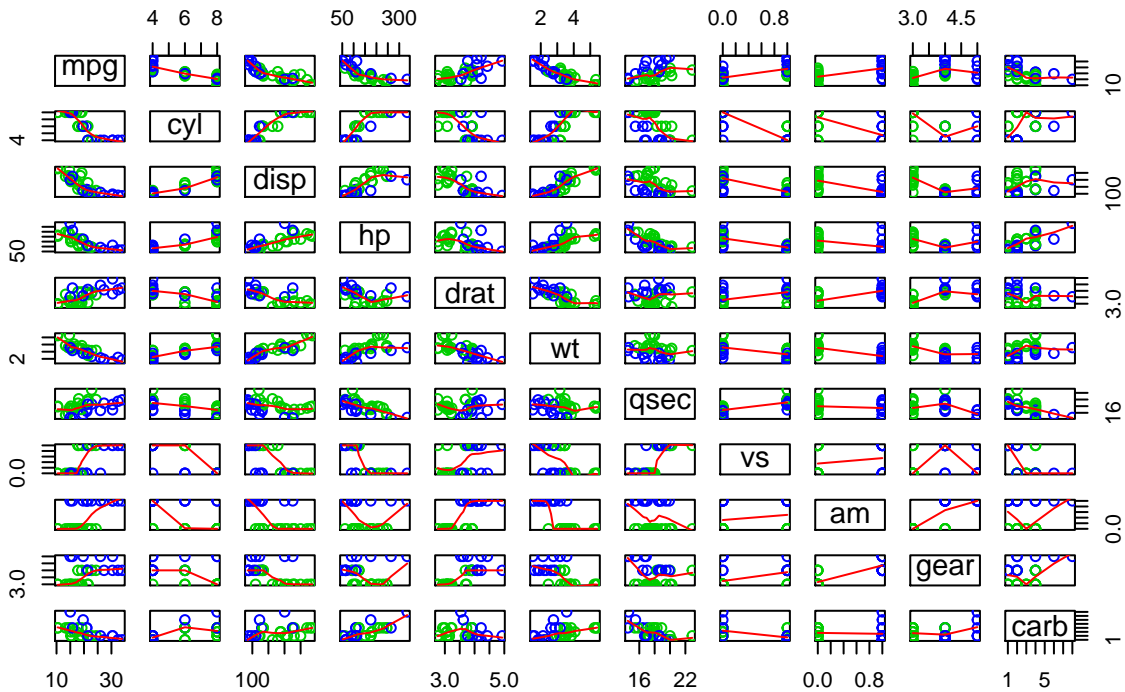 4 6 8 50 300 2 4 0.0 0.8 3.0 4.5
mpg 10
4 cyl
disp 100
50 hp
drat 3.0
2 wt
qsec 16
0.0 vs
am 0.0
3.0 gear
carb 1
10 30 100 3.0 5.0 16 22 0.0 0.8 1 5